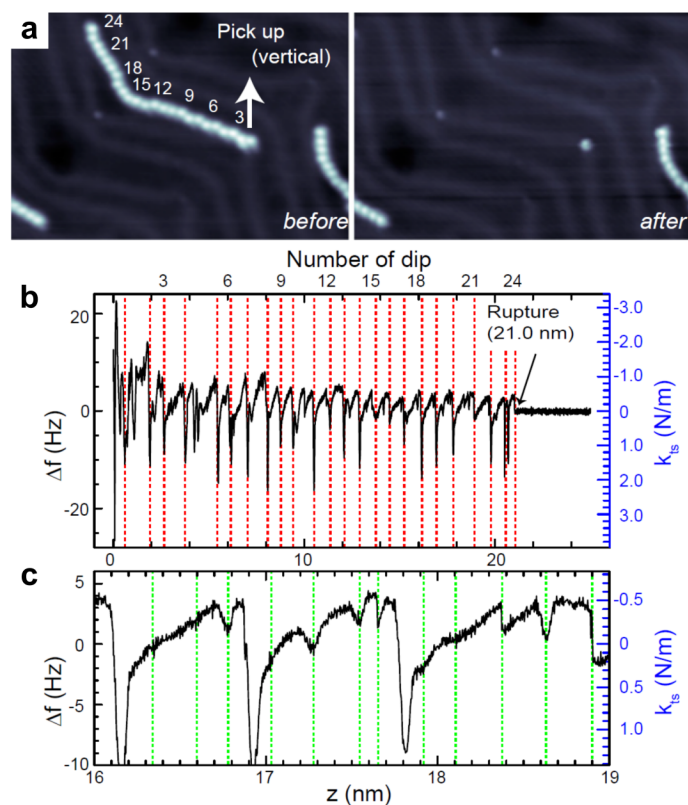 a
24
21
18
15
12
9
6
3
Pick up
(vertical)
before
after
Number of dip
3 6 9 12 15 18 21 24
b
20
0
-20
Δf (Hz)
Rupture
(21.0 nm)
-3.0
-2.0
-1.0
0
1.0
2.0
3.0
k_ts (N/m)
0 10 20
c
5
0
-5
-10
Δf (Hz)
-0.5
0
0.5
1.0
k_ts (N/m)
16 17 18 19
z (nm)